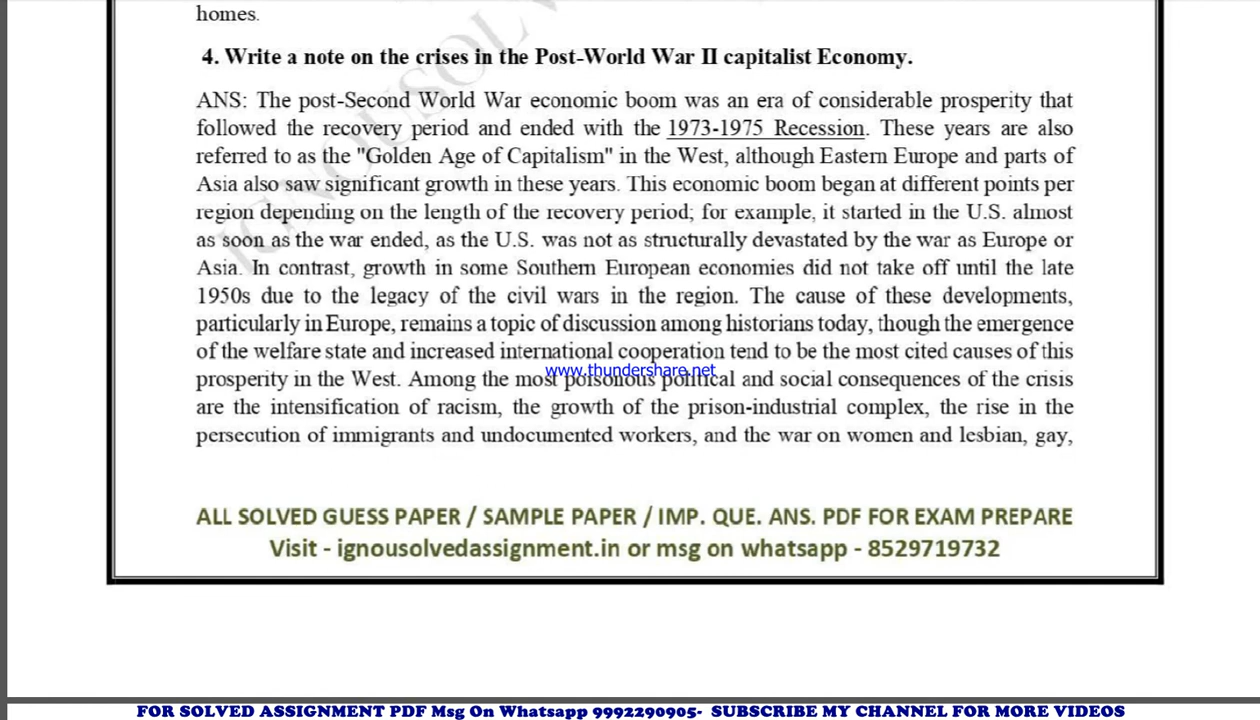 homes.
4. Write a note on the crises in the Post-World War II capitalist Economy.
ANS: The post-Second World War economic boom was an era of considerable prosperity that
followed the recovery period and ended with the 1973-1975 Recession. These years are also
referred to as the "Golden Age of Capitalism" in the West, although Eastern Europe and parts of
Asia also saw significant growth in these years. This economic boom began at different points per
region depending on the length of the recovery period; for example, it started in the U.S. almost
as soon as the war ended, as the U.S. was not as structurally devastated by the war as Europe or
Asia. In contrast, growth in some Southern European economies did not take off until the late
1950s due to the legacy of the civil wars in the region. The cause of these developments,
particularly in Europe, remains a topic of discussion among historians today, though the emergence
of the welfare state and increased international cooperation tend to be the most cited causes of this
www.thundershare.net
prosperity in the West. Among the most poisonous political and social consequences of the crisis
are the intensification of racism, the growth of the prison-industrial complex, the rise in the
persecution of immigrants and undocumented workers, and the war on women and lesbian, gay,
IGNOUSOLV
ALL SOLVED GUESS PAPER / SAMPLE PAPER / IMP. QUE. ANS. PDF FOR EXAM PREPARE
Visit - ignousolvedassignment.in or msg on whatsapp - 8529719732
FOR SOLVED ASSIGNMENT PDF Msg On Whatsapp 9992290905- SUBSCRIBE MY CHANNEL FOR MORE VIDEOS